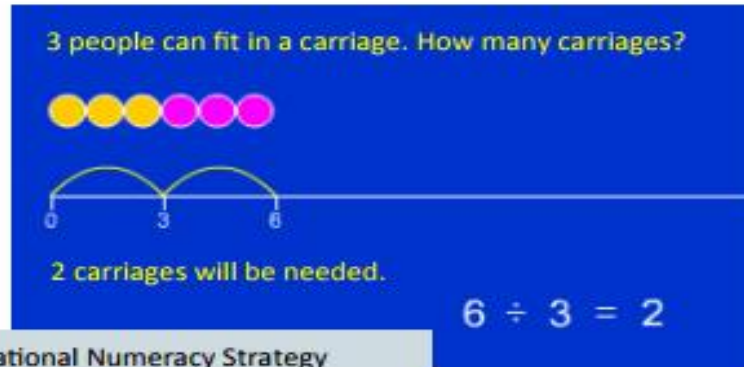 3 people can fit in a carriage. How many carriages?
0 3 6
2 carriages will be needed.
6 ÷ 3 = 2
ational Numeracy Strategy